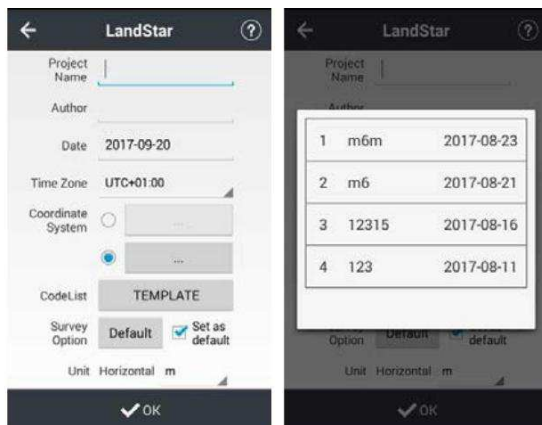 LandStar ?
Project Name
Author
Date 2017-09-20
Time Zone UTC+01:00
Coordinate System ...
...
CodeList TEMPLATE
Survey Option Default Set as default
Unit Horizontal m
OK
LandStar ?
Project Name
Author
1 m6m 2017-08-23
2 m6 2017-08-21
3 12315 2017-08-16
4 123 2017-08-11
Survey Option Default default
Unit Horizontal m
OK